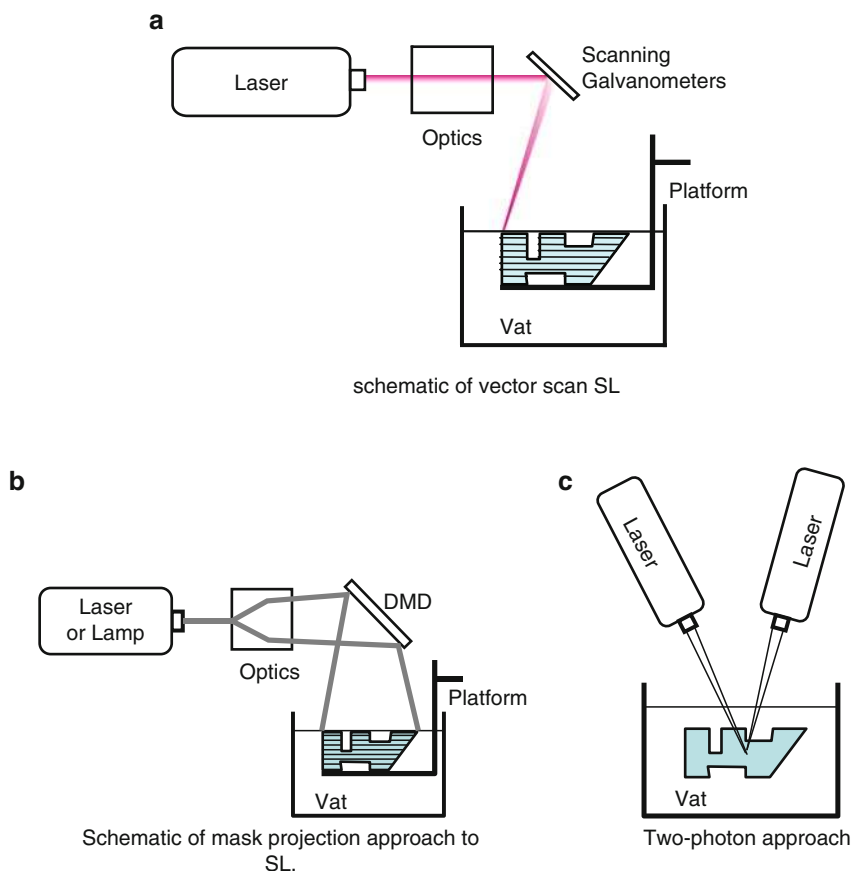 a
Laser
Optics
Scanning
Galvanometers
Platform
Vat
schematic of vector scan SL
b
Laser
or Lamp
Optics
DMD
Platform
Vat
Schematic of mask projection approach to
SL.
c
Laser
Laser
Vat
Two-photon approach